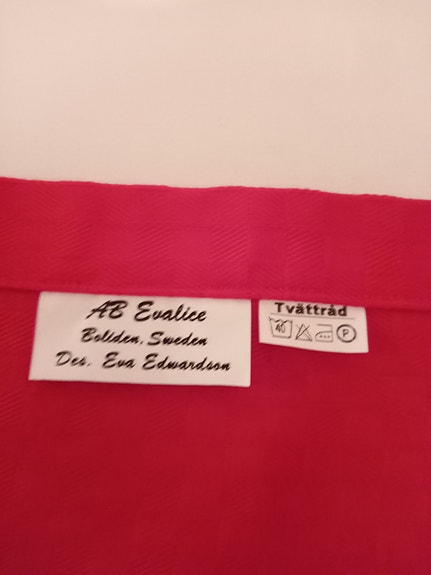 AB Evalice
Boliden, Sweden
Des. Eva Edwardson
Tvättråd
40
P